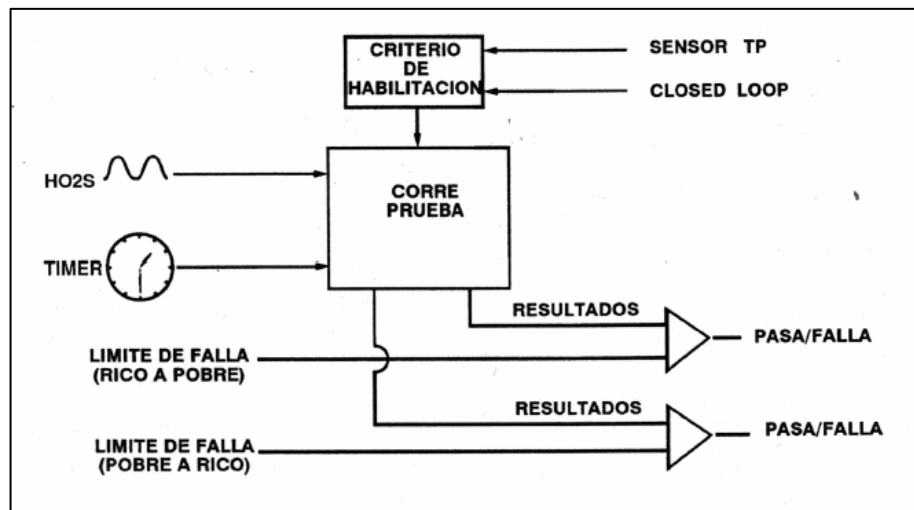 CRITERIO
DE
HABILITACION
SENSOR TP
CLOSED LOOP
HO2S
CORRE
PRUEBA
TIMER
RESULTADOS
PASA/FALLA
LIMITE DE FALLA
(RICO A POBRE)
RESULTADOS
PASA/FALLA
LIMITE DE FALLA
(POBRE A RICO)